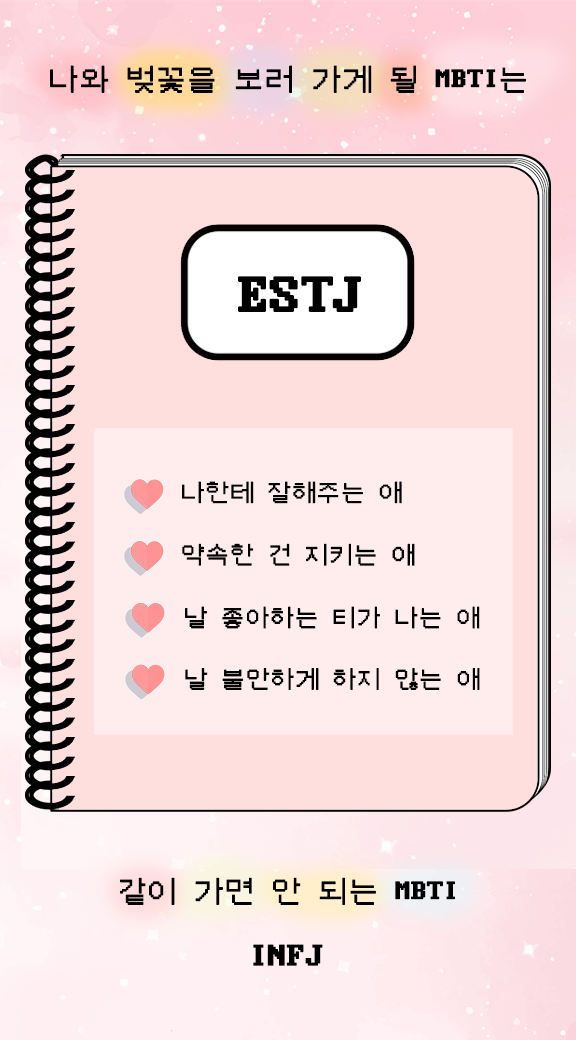 나와 벚꽃을 보러 가게 될 MBTI는
ESTJ
나한테 잘해주는 애
약속한 건 지키는 애
날 좋아하는 티가 나는 애
날 불안하게 하지 않는 애
같이 가면 안 되는 MBTI
INFJ